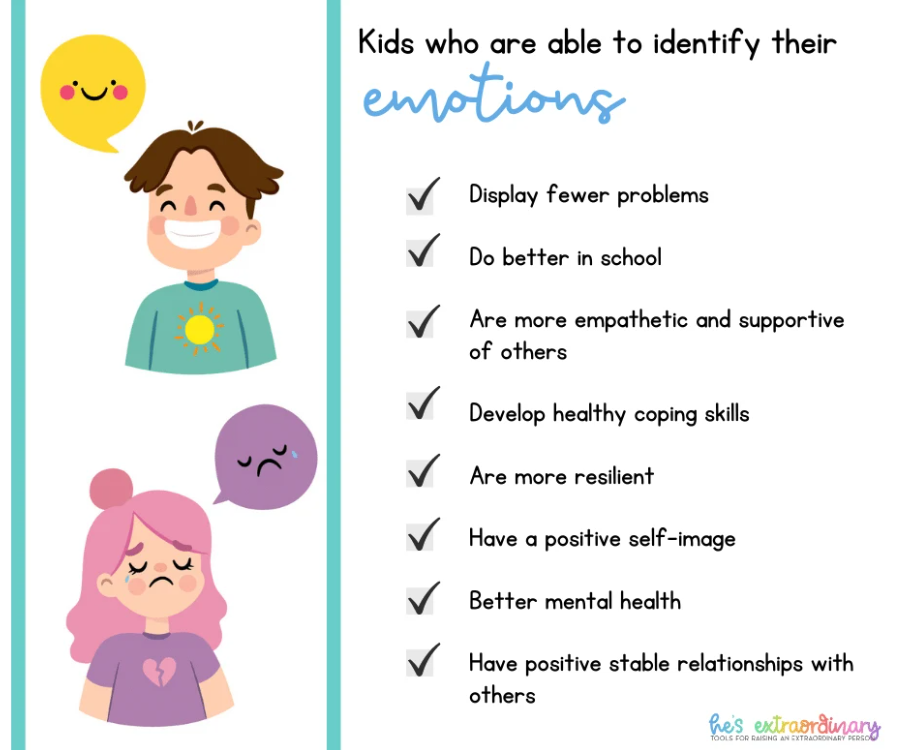 Kids who are able to identify their
emotions
Display fewer problems
Do better in school
Are more empathetic and supportive
of others
Develop healthy coping skills
Are more resilient
Have a positive self-image
Better mental health
Have positive stable relationships with
others
he's extraordinary
TOOLS FOR RAISING AN EXTRAORDINARY PERSON